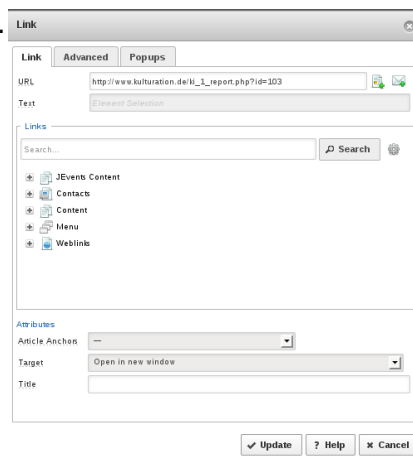 Link
Link Advanced Popups
URL http://www.kulturation.de/ki_1_report.php?id=103
Text Element Selection
Links
Search... Search
JEvents Content
Contacts
Content
Menu
Weblinks
Attributes
Article Anchors —
Target Open in new window
Title
Update ? Help Cancel